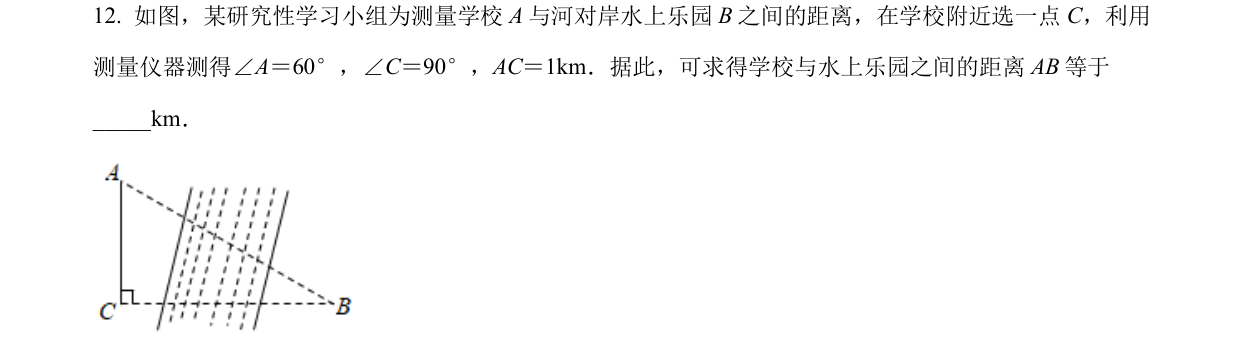 12. 如图，某研究性学习小组为测量学校 A 与河对岸水上乐园 B 之间的距离，在学校附近选一点 C，利用
测量仪器测得∠A＝60°，∠C＝90°，AC＝1km．据此，可求得学校与水上乐园之间的距离 AB 等于
_____km．
A
C
B